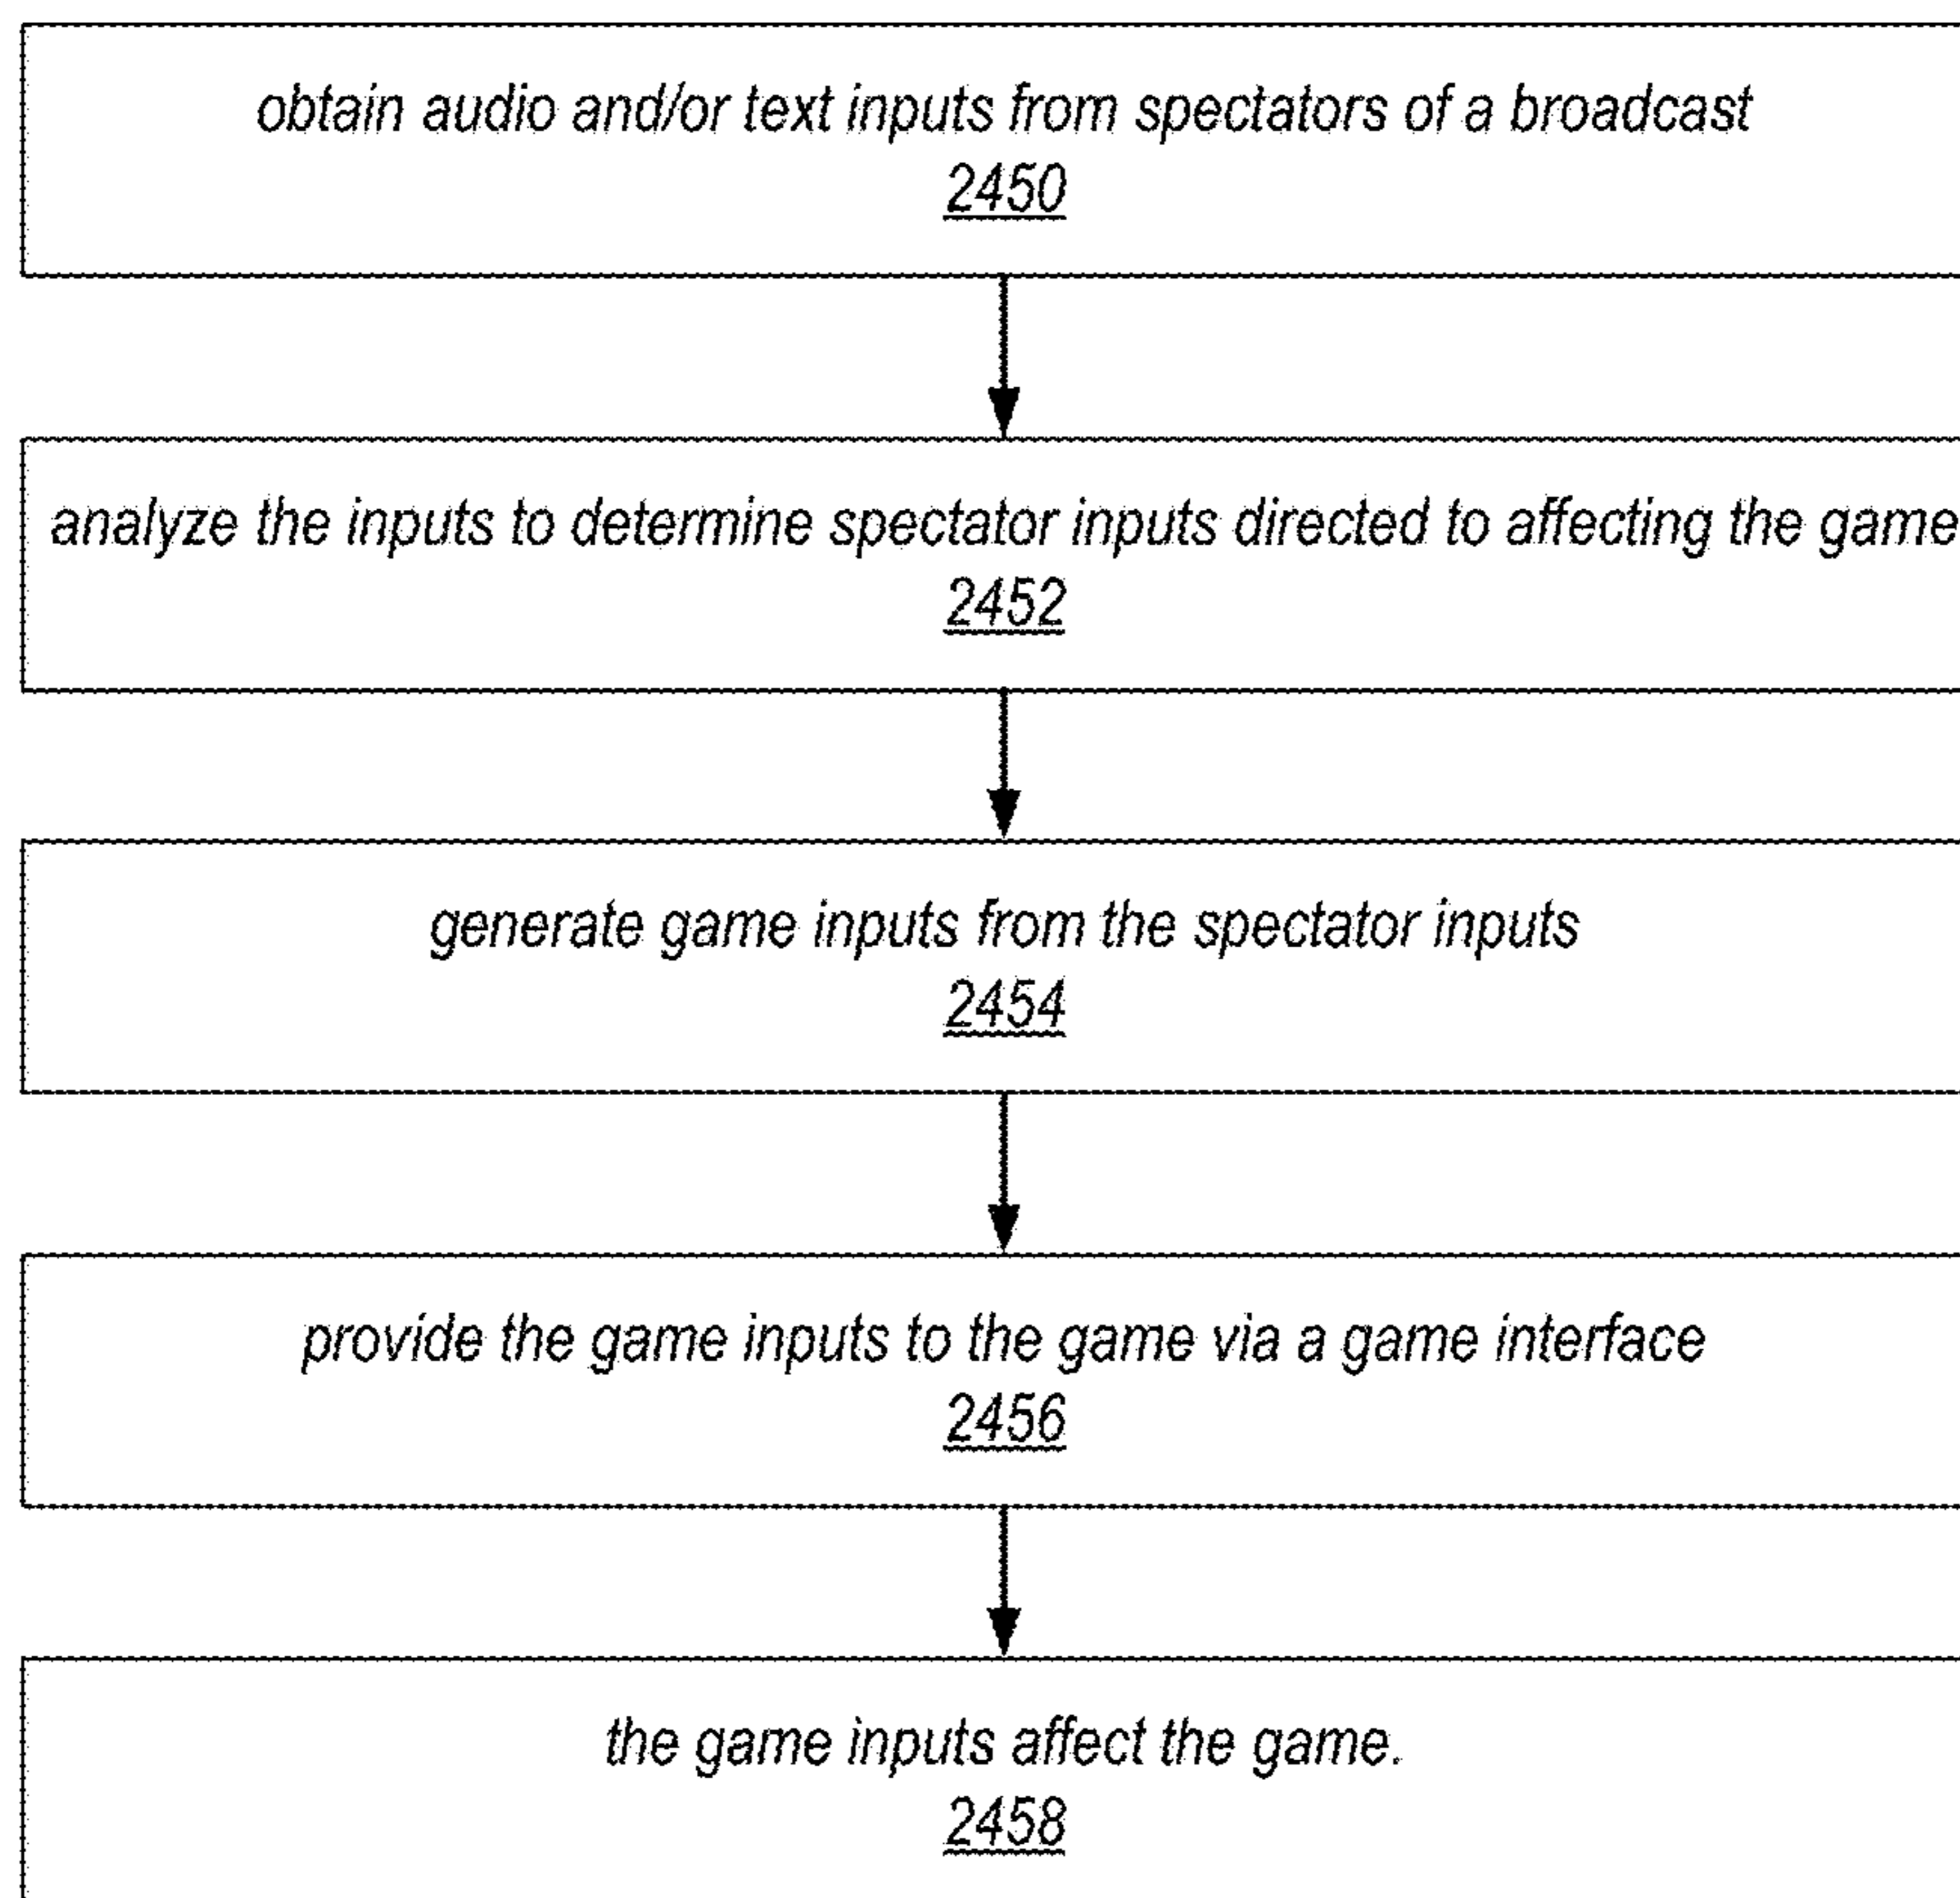 obtain audio and/or text inputs from spectators of a broadcast
2450
analyze the inputs to determine spectator inputs directed to affecting the game
2452
generate game inputs from the spectator inputs
2454
provide the game inputs to the game via a game interface
2456
the game inputs affect the game.
2458